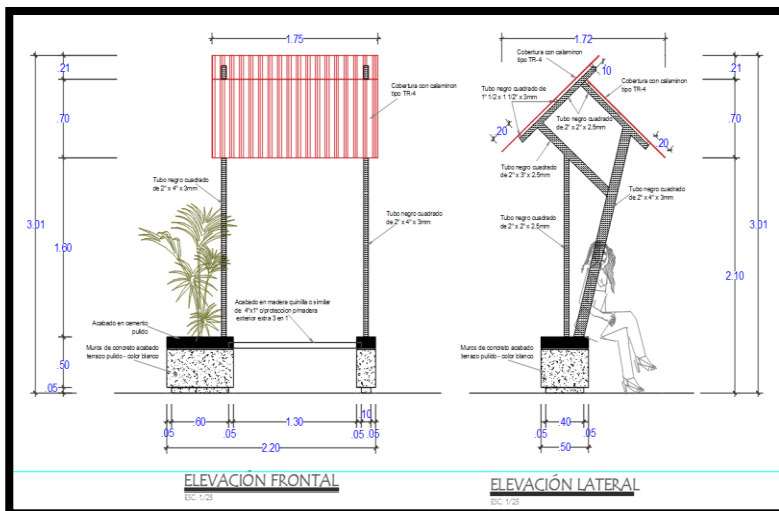 1.75
.21
.70
3.01
1.60
.50
.05
Cobertura con calaminon
tipo TR-4
Tubo negro cuadrado
de 2" x 4" x 3mm
Tubo negro cuadrado
de 2" x 4" x 3mm
Acabado en madera quinilla o similar
de 4"x1" c/proteccion p/madera
exterior extra 3 en 1
Acabado en cemento
pulido
Muros de concreto acabado
terrazo pulido - color blanco
.60
1.30
.10
.05
.05
.05
.05
2.20
ELEVACIÓN FRONTAL
ESC. 1/25
1.72
Cobertura con calaminon
tipo TR-4
.10
Cobertura con calaminon
tipo TR-4
Tubo negro cuadrado de
1" 1/2 x 1 1/2" x 3mm
Tubo negro cuadrado de
2" x 2" x 2.5mm
.20
.20
Tubo negro cuadrado de
2" x 3" x 2.5mm
Tubo negro cuadrado de
2" x 4" x 3mm
Tubo negro cuadrado
de 2" x 2" x 2.5mm
Acabado en cemento
pulido
Muros de concreto acabado
terrazo pulido - color blanco
.21
.70
3.01
2.10
.40
.05
.05
.50
ELEVACIÓN LATERAL
ESC. 1/25